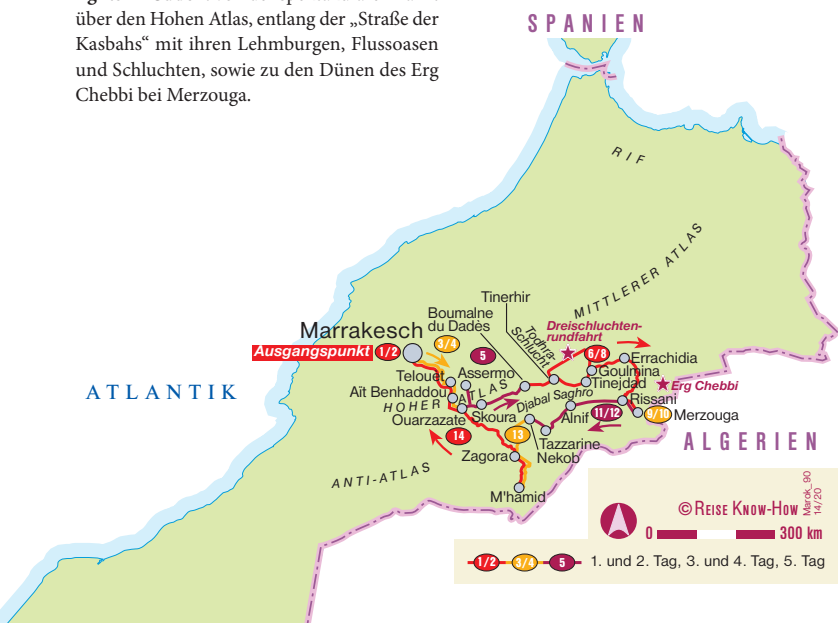 über den Hohen Atlas, entlang der „Straße der
Kasbahs“ mit ihren Lehmburgen, Flussoasen
und Schluchten, sowie zu den Dünen des Erg
Chebbi bei Merzouga.
SPANIEN
RIF
MITTLERER ATLAS
Tinerhir
Boumalne
du Dadès
Todhra-
Schlucht
Dreischluchten-
rundfahrt
Marrakesch
Ausgangspunkt
1/2
3/4
5
6/8
Errachidia
Goulmina
Tinejdad
Erg Chebbi
Telouet
Assermo
Aït Benhaddou
HOHER ATLAS
Skoura
Djabal Saghro
Rissani
ATLANTIK
Ouarzazate
14
13
Alnif
11/12
9/10
Merzouga
Tazzarine
Nekob
ALGERIEN
ANTI-ATLAS
Zagora
M'hamid
© REISE KNOW-HOW
Marok_90
14/20
0
300 km
1/2
3/4
5
1. und 2. Tag, 3. und 4. Tag, 5. Tag